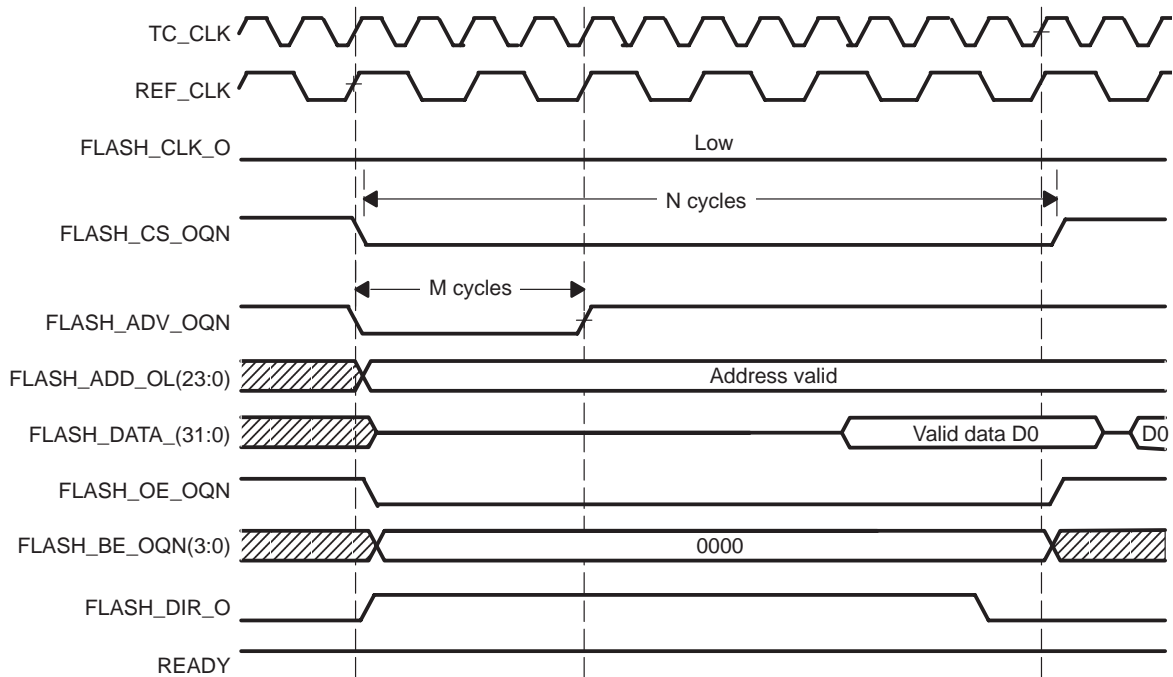 TC_CLK
REF_CLK
FLASH_CLK_O
Low
N cycles
FLASH_CS_OQN
M cycles
FLASH_ADV_OQN
FLASH_ADD_OL(23:0)
Address valid
FLASH_DATA_(31:0)
Valid data D0
D0
FLASH_OE_OQN
FLASH_BE_OQN(3:0)
0000
FLASH_DIR_O
READY